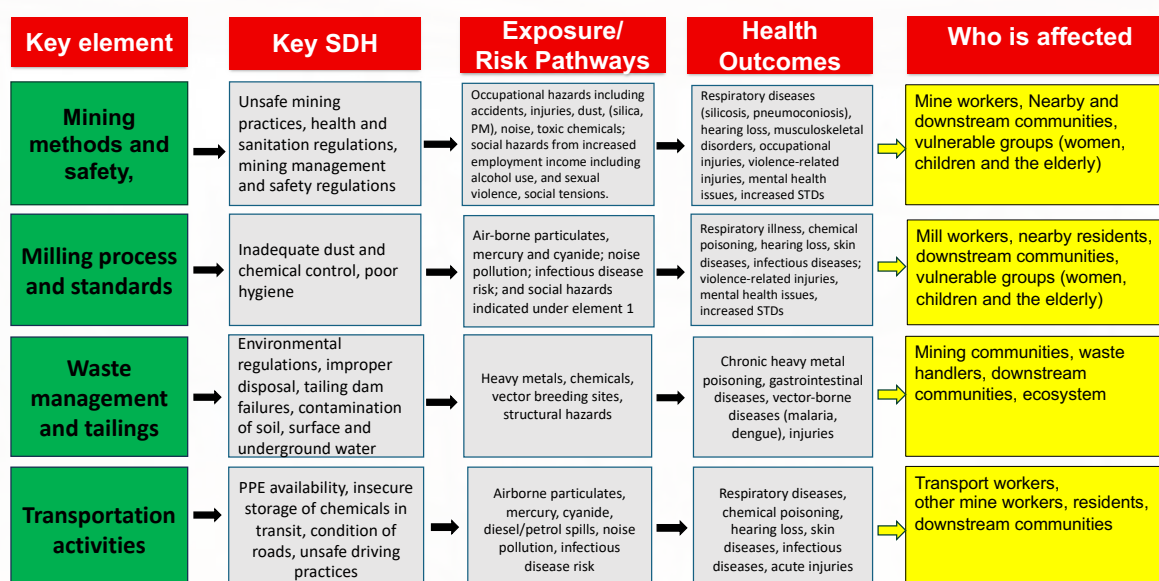 Key element
Key SDH
Exposure/
Risk Pathways
Health
Outcomes
Who is affected
Mining
methods and
safety,
Unsafe mining
practices, health and
sanitation regulations,
mining management
and safety regulations
Occupational hazards including
accidents, injuries, dust, (silica,
PM), noise, toxic chemicals;
social hazards from increased
employment income including
alcohol use, and sexual
violence, social tensions.
Respiratory diseases
(silicosis, pneumoconiosis),
hearing loss, musculoskeletal
disorders, occupational
injuries, violence-related
injuries, mental health
issues, increased STDs
Mine workers, Nearby and
downstream communities,
vulnerable groups (women,
children and the elderly)
Milling process
and standards
Inadequate dust and
chemical control, poor
hygiene
Air-borne particulates,
mercury and cyanide; noise
pollution; infectious disease
risk; and social hazards
indicated under element 1
Respiratory illness, chemical
poisoning, hearing loss, skin
diseases, infectious diseases;
violence-related injuries,
mental health issues,
increased STDs
Mill workers, nearby residents,
downstream communities,
vulnerable groups (women,
children and the elderly)
Waste
management
and tailings
Environmental
regulations, improper
disposal, tailing dam
failures, contamination
of soil, surface and
underground water
Heavy metals, chemicals,
vector breeding sites,
structural hazards
Chronic heavy metal
poisoning, gastrointestinal
diseases, vector-borne
diseases (malaria,
dengue), injuries
Mining communities, waste
handlers, downstream
communities, ecosystem
Transportation
activities
PPE availability, insecure
storage of chemicals in
transit, condition of
roads, unsafe driving
practices
Airborne particulates,
mercury, cyanide,
diesel/petrol spills, noise
pollution, infectious
disease risk
Respiratory diseases,
chemical poisoning,
hearing loss, skin
diseases, infectious
diseases, acute injuries
Transport workers,
other mine workers, residents,
downstream communities